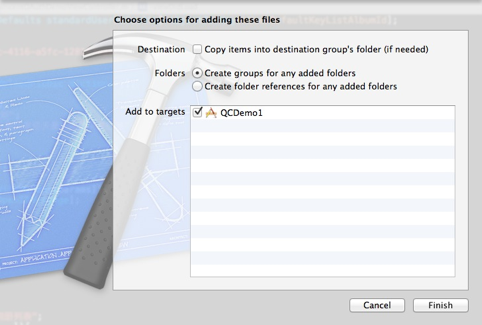 Choose options for adding these files
Destination Copy items into destination group's folder (if needed)
Folders Create groups for any added folders
Create folder references for any added folders
Add to targets QCDemo1
Cancel Finish